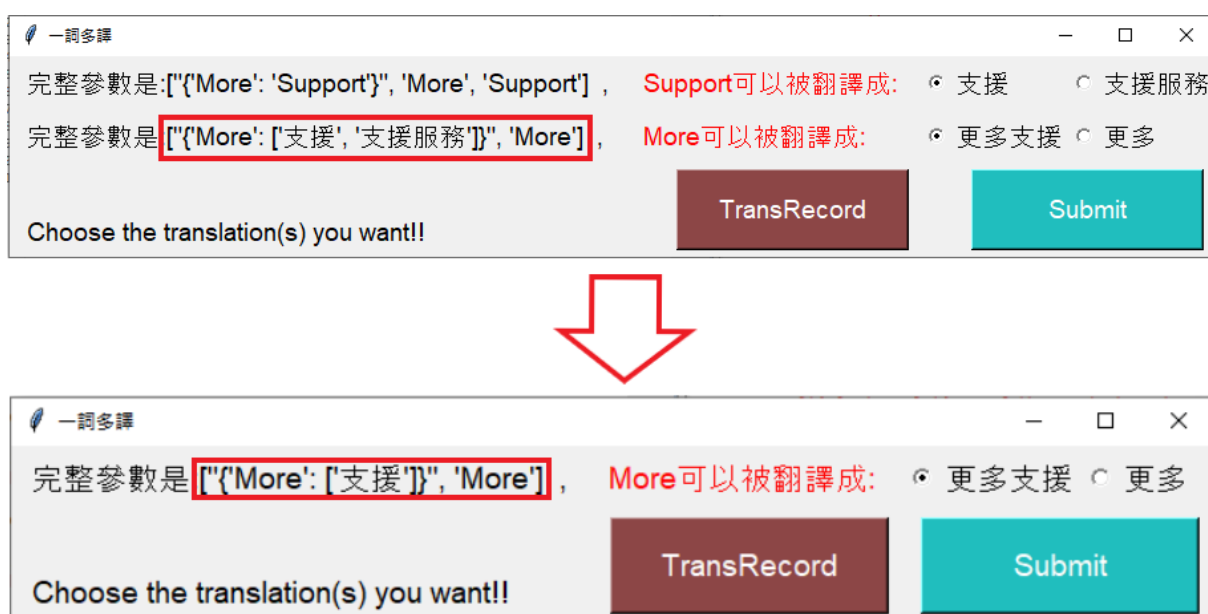 一詞多譯
完整參數是:["{'More': 'Support'}", 'More', 'Support'] , Support可以被翻譯成: 支援 支援服務
完整參數是:["{'More': ['支援', '支援服務']}", 'More'] , More可以被翻譯成: 更多支援 更多
TransRecord Submit
Choose the translation(s) you want!!
一詞多譯
完整參數是["{'More': ['支援']}", 'More'] , More可以被翻譯成: 更多支援 更多
TransRecord Submit
Choose the translation(s) you want!!